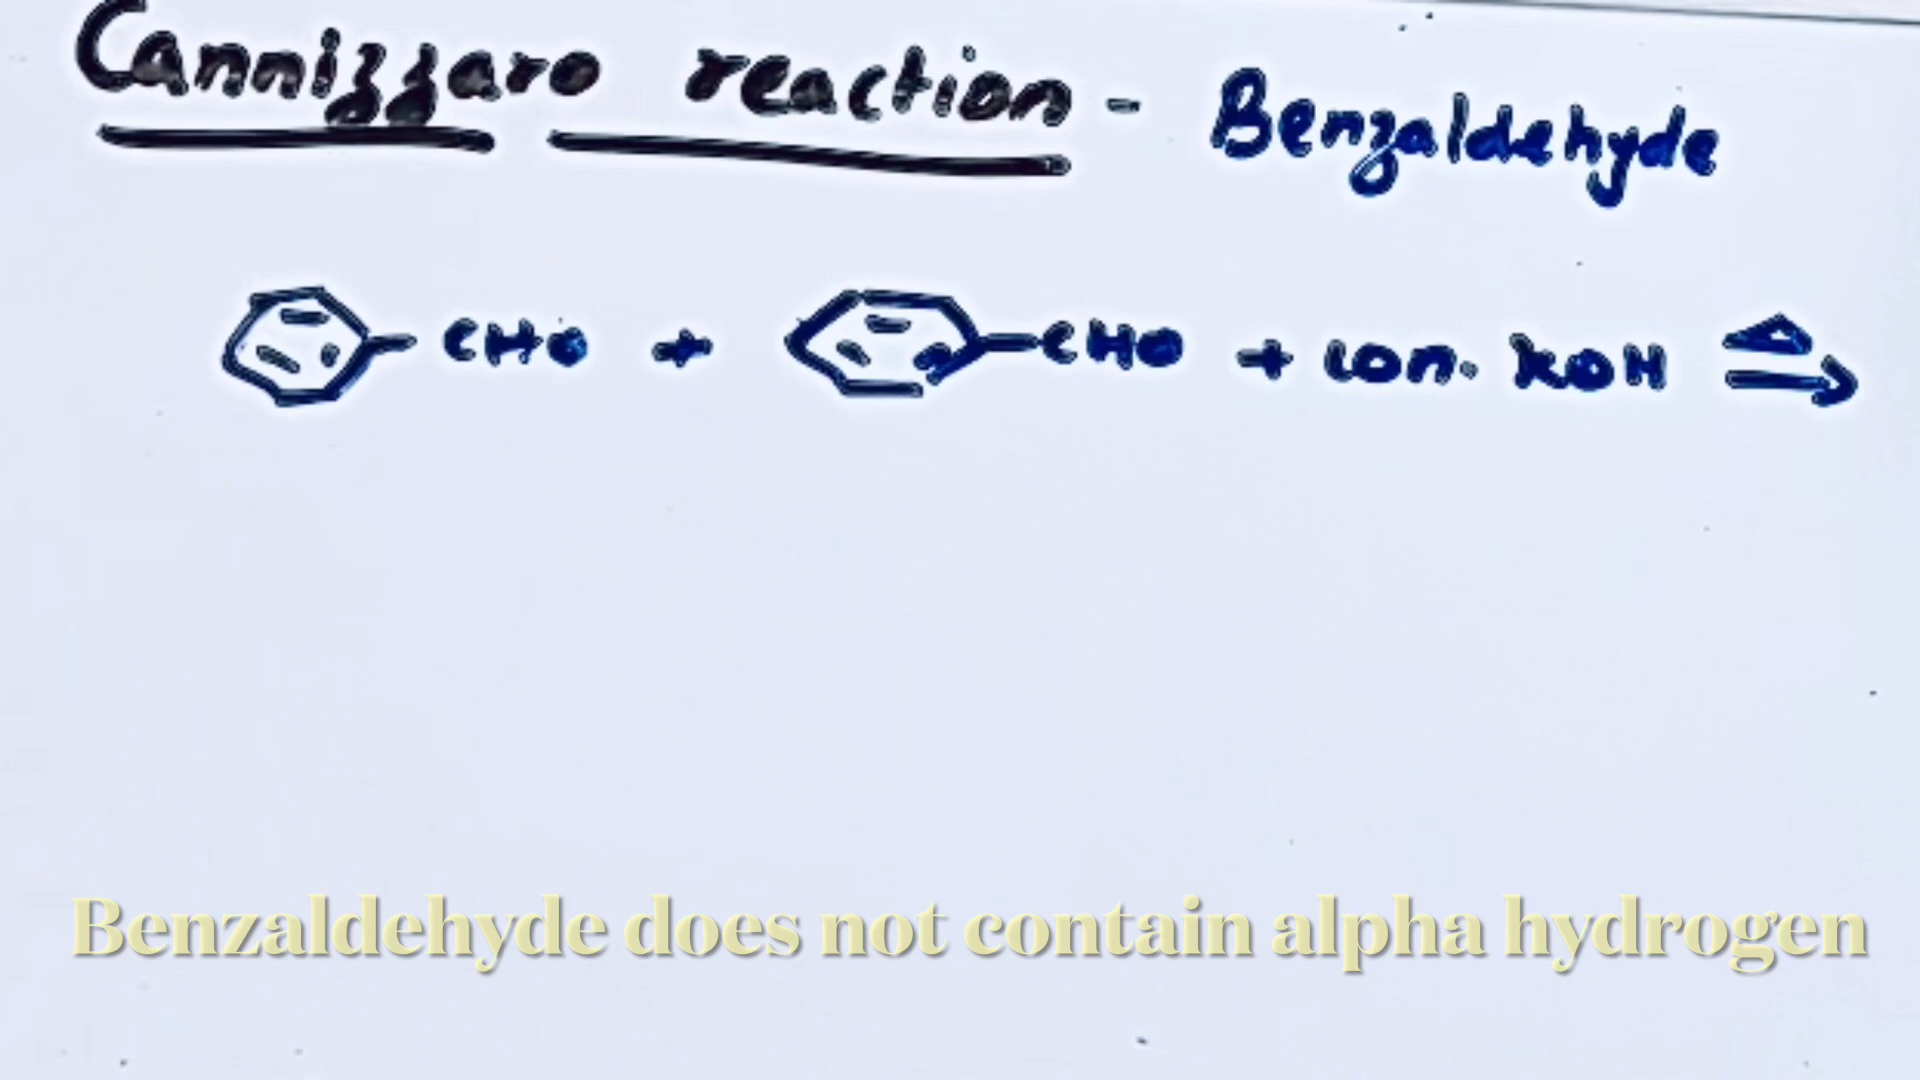 Cannizzaro reaction - Benzaldehyde
CHO + CHO + Con. KOH Δ →
Benzaldehyde does not contain alpha hydrogen